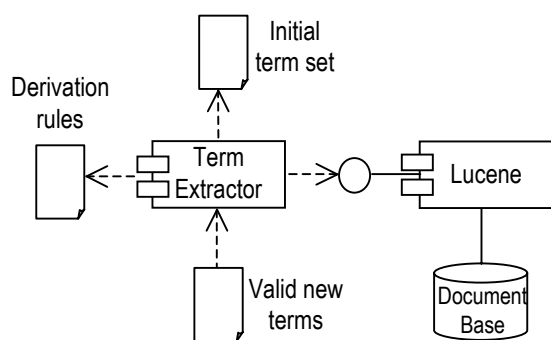 Initial
term set
Derivation
rules
Term
Extractor
Lucene
Valid new
terms
Document
Base